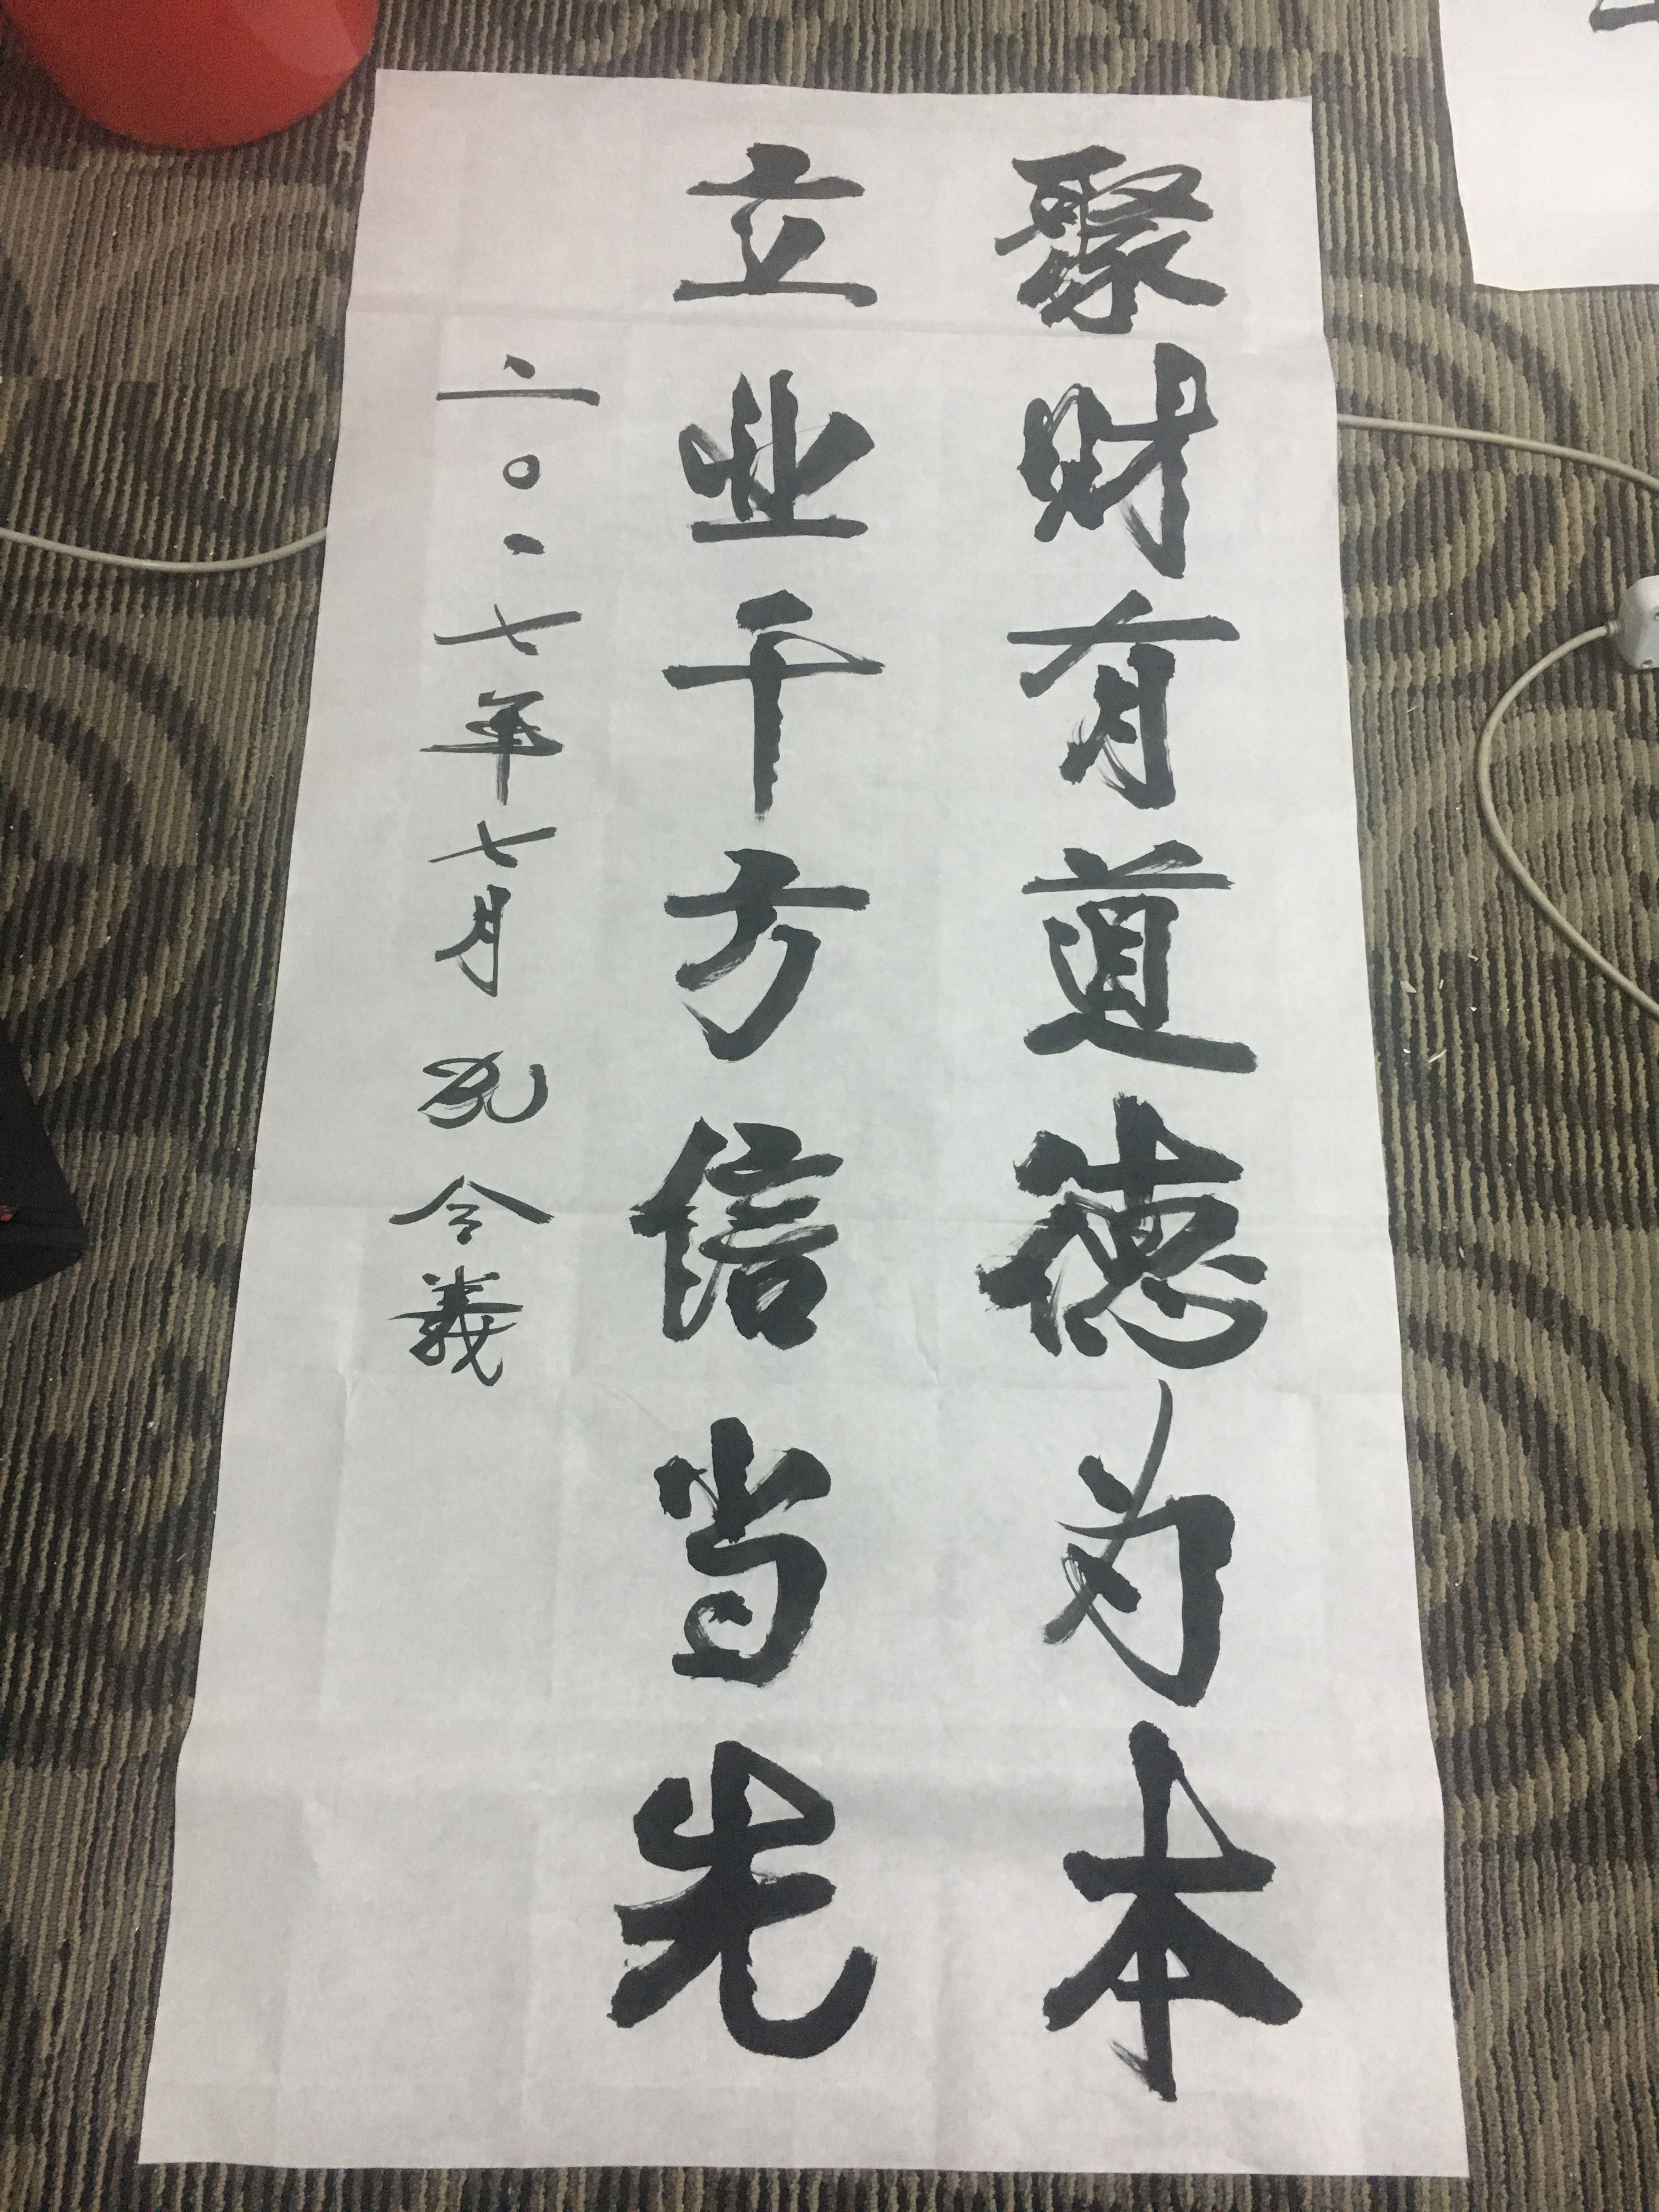 聚财有道德为本
立业千方信当先
二〇一七年七月 孔令義